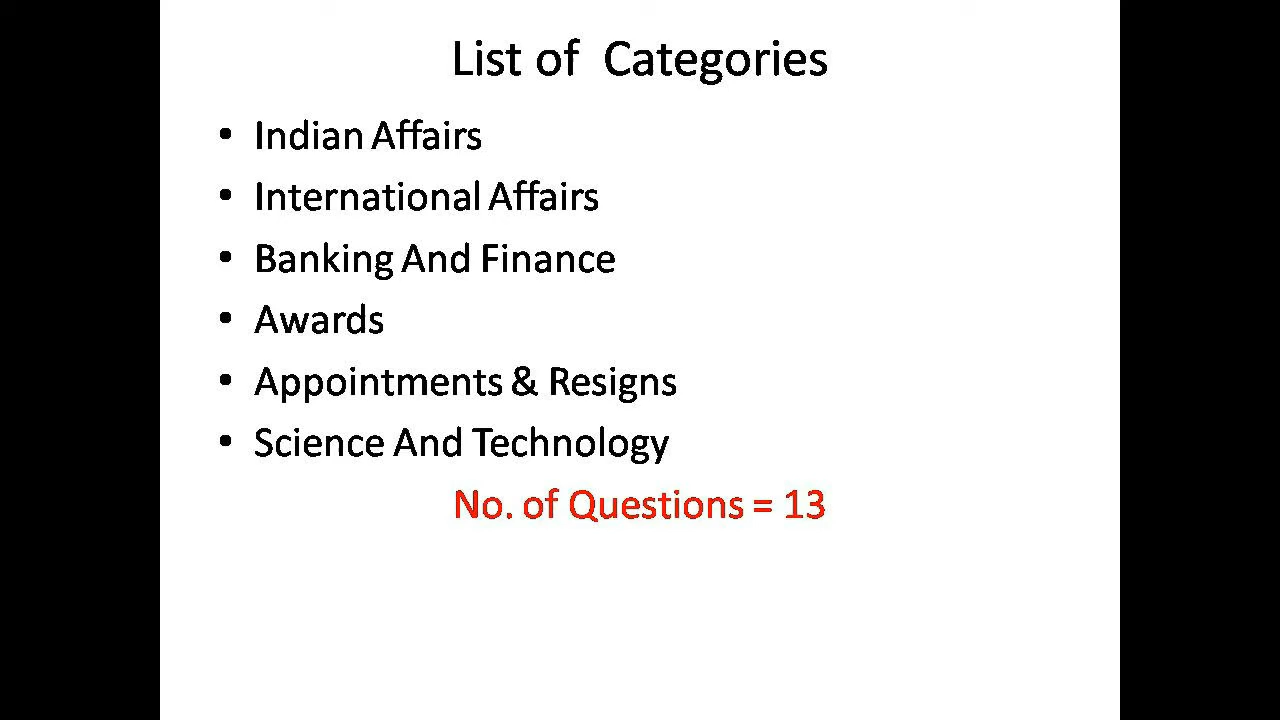 List of  Categories
• Indian Affairs
• International Affairs
• Banking And Finance
• Awards
• Appointments & Resigns
• Science And Technology
No. of Questions = 13